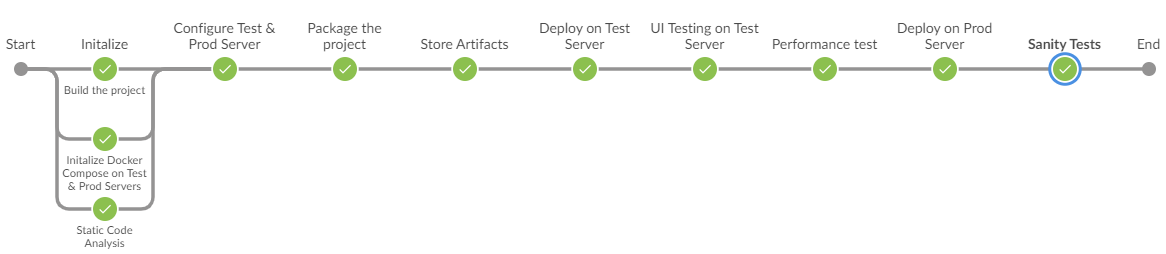 Start
Initalize
Configure Test &
Prod Server
Package the
project
Store Artifacts
Deploy on Test
Server
UI Testing on Test
Server
Performance test
Deploy on Prod
Server
Sanity Tests
End
Build the project
Initalize Docker
Compose on Test
& Prod Servers
Static Code
Analysis